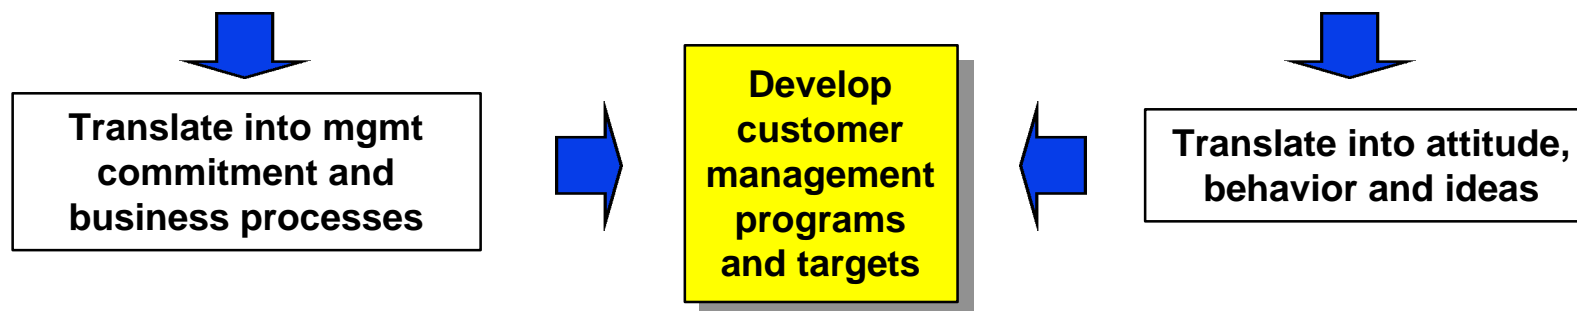 Translate into mgmt
commitment and
business processes
Develop
customer
management
programs
and targets
Translate into attitude,
behavior and ideas